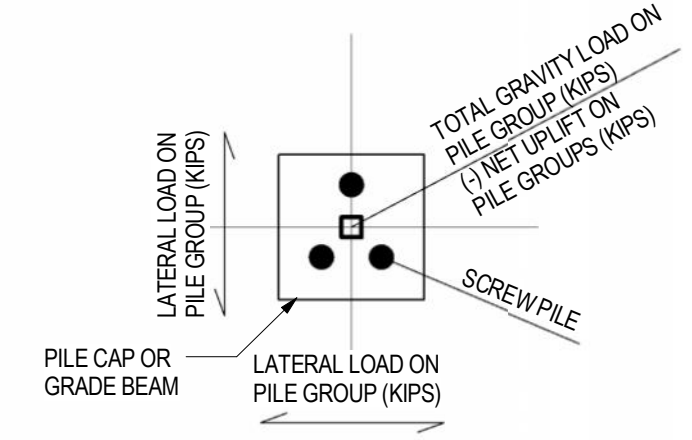 TOTAL GRAVITY LOAD ON
PILE GROUP (KIPS)
(-) NET UPLIFT ON
PILE GROUPS (KIPS)
LATERAL LOAD ON
PILE GROUP (KIPS)
SCREW PILE
PILE CAP OR
GRADE BEAM
LATERAL LOAD ON
PILE GROUP (KIPS)